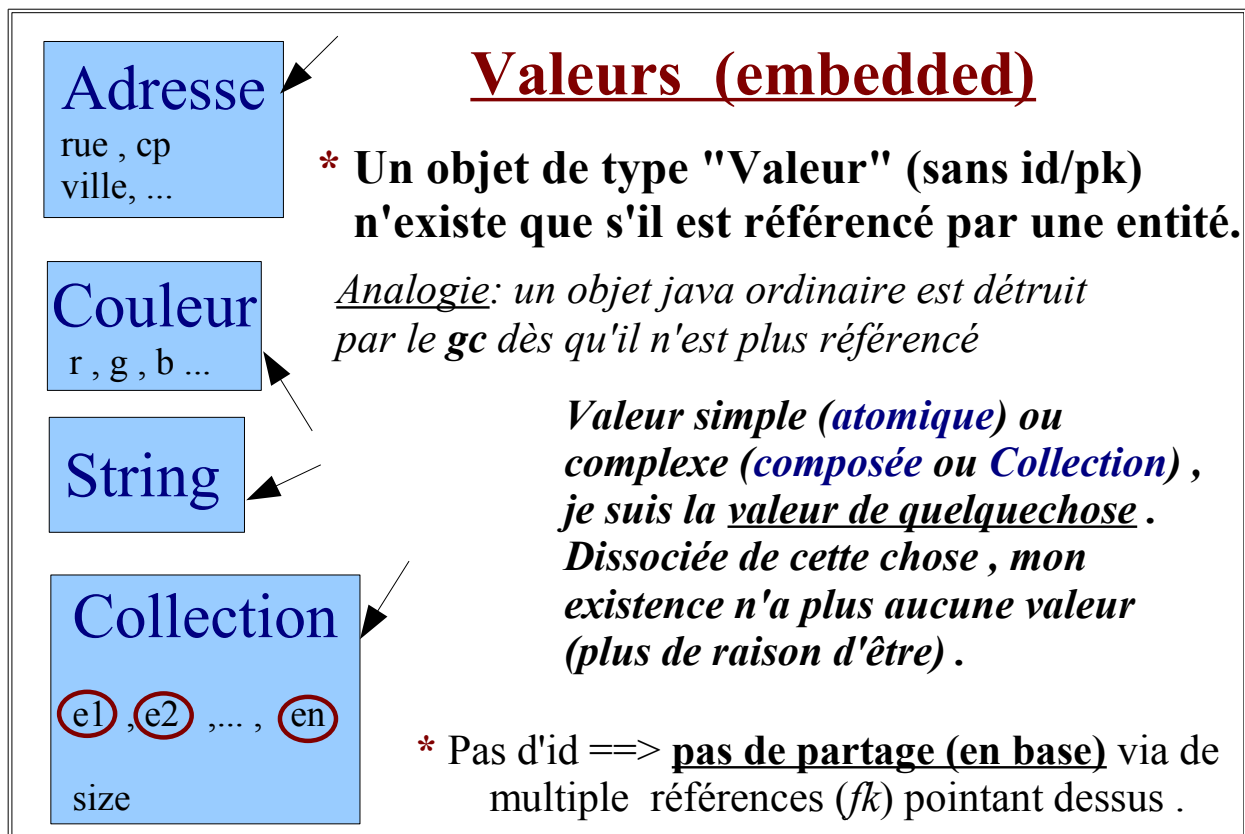 Adresse
rue , cp
ville, ...
Couleur
r , g , b ...
String
Collection
e1 , e2 ,... , en
size
Valeurs (embedded)
* Un objet de type "Valeur" (sans id/pk)
n'existe que s'il est référencé par une entité.
Analogie: un objet java ordinaire est détruit
par le gc dès qu'il n'est plus référencé
Valeur simple (atomique) ou
complexe (composée ou Collection) ,
je suis la valeur de quelquechose .
Dissociée de cette chose , mon
existence n'a plus aucune valeur
(plus de raison d'être) .
* Pas d'id ==> pas de partage (en base) via de
multiple références (fk) pointant dessus .